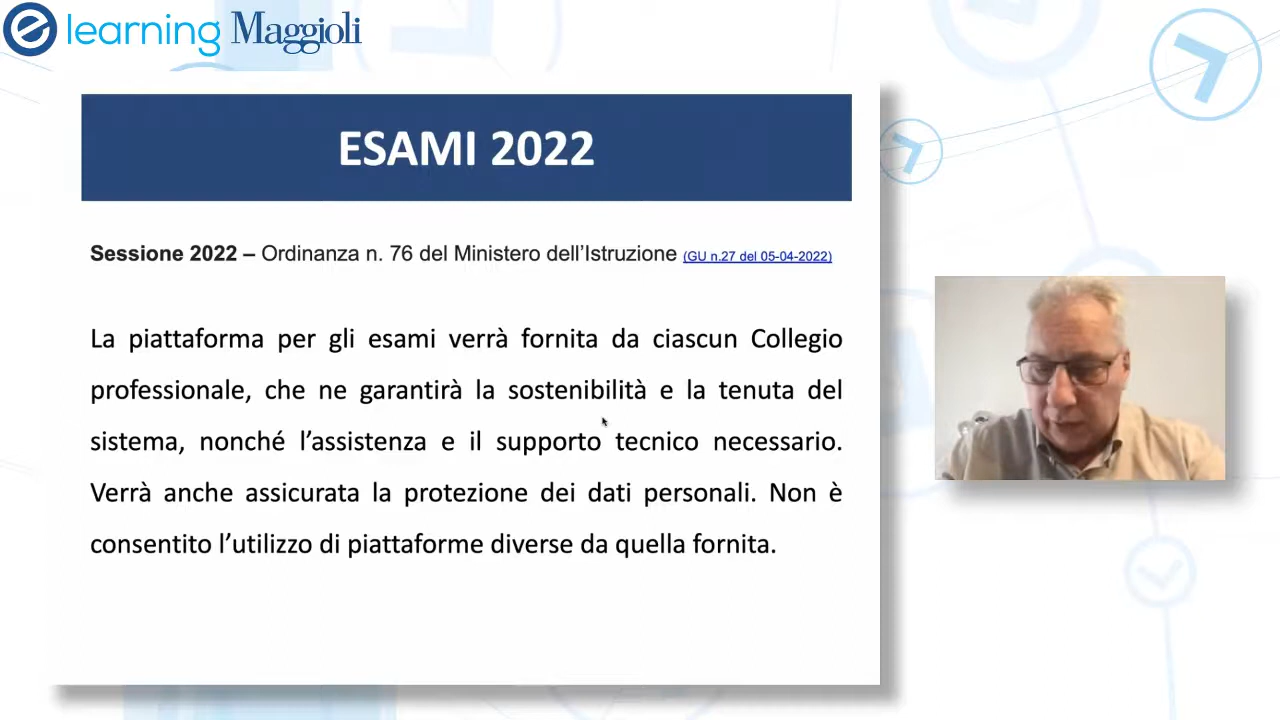 e learning Maggioli
ESAMI 2022
Sessione 2022 – Ordinanza n. 76 del Ministero dell'Istruzione (GU n.27 del 05-04-2022)
La piattaforma per gli esami verrà fornita da ciascun Collegio
professionale, che ne garantirà la sostenibilità e la tenuta del
sistema, nonché l'assistenza e il supporto tecnico necessario.
Verrà anche assicurata la protezione dei dati personali. Non è
consentito l'utilizzo di piattaforme diverse da quella fornita.